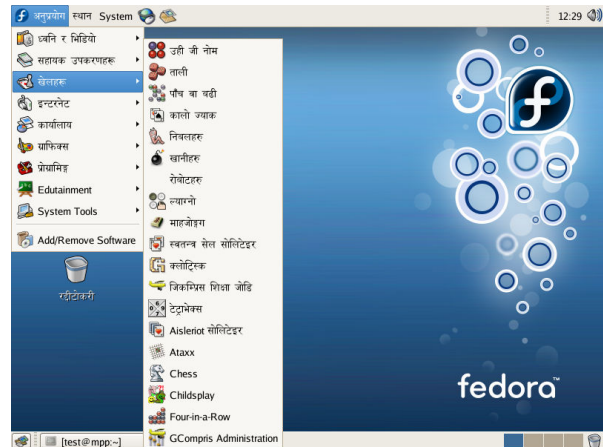 अनुप्रयोग स्थान System
12:29
ध्वनि र भिडियो
सहायक उपकरणहरू
खेलहरू
इन्टरनेट
कार्यालय
ग्राफिक्स
प्रोग्रामिङ्ग
Edutainment
System Tools
Add/Remove Software
रद्दीटोकरी
उही जी नोम
ताली
पाँच वा बढी
कालो ज्याक
निबलहरू
खानीहरू
रोबोटहरू
ल्याग्नो
माहजोङ्ग
स्वतन्त्र सेल सोलिटेइर
क्लोट्स्कि
जिकम्प्रिस शिक्षा जोडि
टेट्राभेक्स
Aisleriot सोलिटेइर
Ataxx
Chess
Childsplay
Four-in-a-Row
GCompris Administration
fedora
[test@mpp:~]